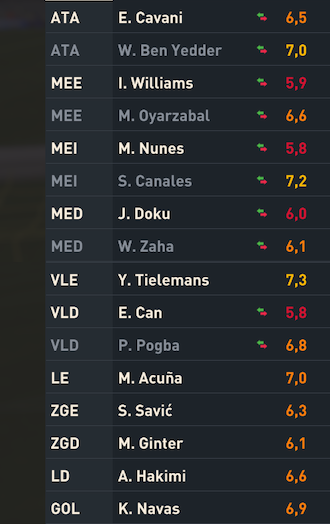 ATA E. Cavani 6,5
ATA W. Ben Yedder 7,0
MEE I. Williams 5,9
MEE M. Oyarzabal 6,6
MEI M. Nunes 5,8
MEI S. Canales 7,2
MED J. Doku 6,0
MED W. Zaha 6,1
VLE Y. Tielemans 7,3
VLD E. Can 5,8
VLD P. Pogba 6,8
LE M. Acuña 7,0
ZGE S. Savić 6,3
ZGD M. Ginter 6,1
LD A. Hakimi 6,6
GOL K. Navas 6,9